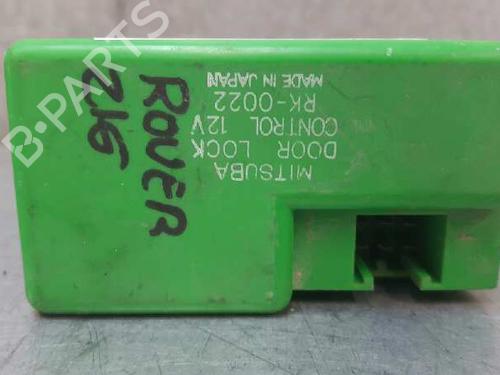 MITSUBA
DOOR LOCK
CONTROL 12V
RK-0022
MADE IN JAPAN
ROVER
216
B-PARTS